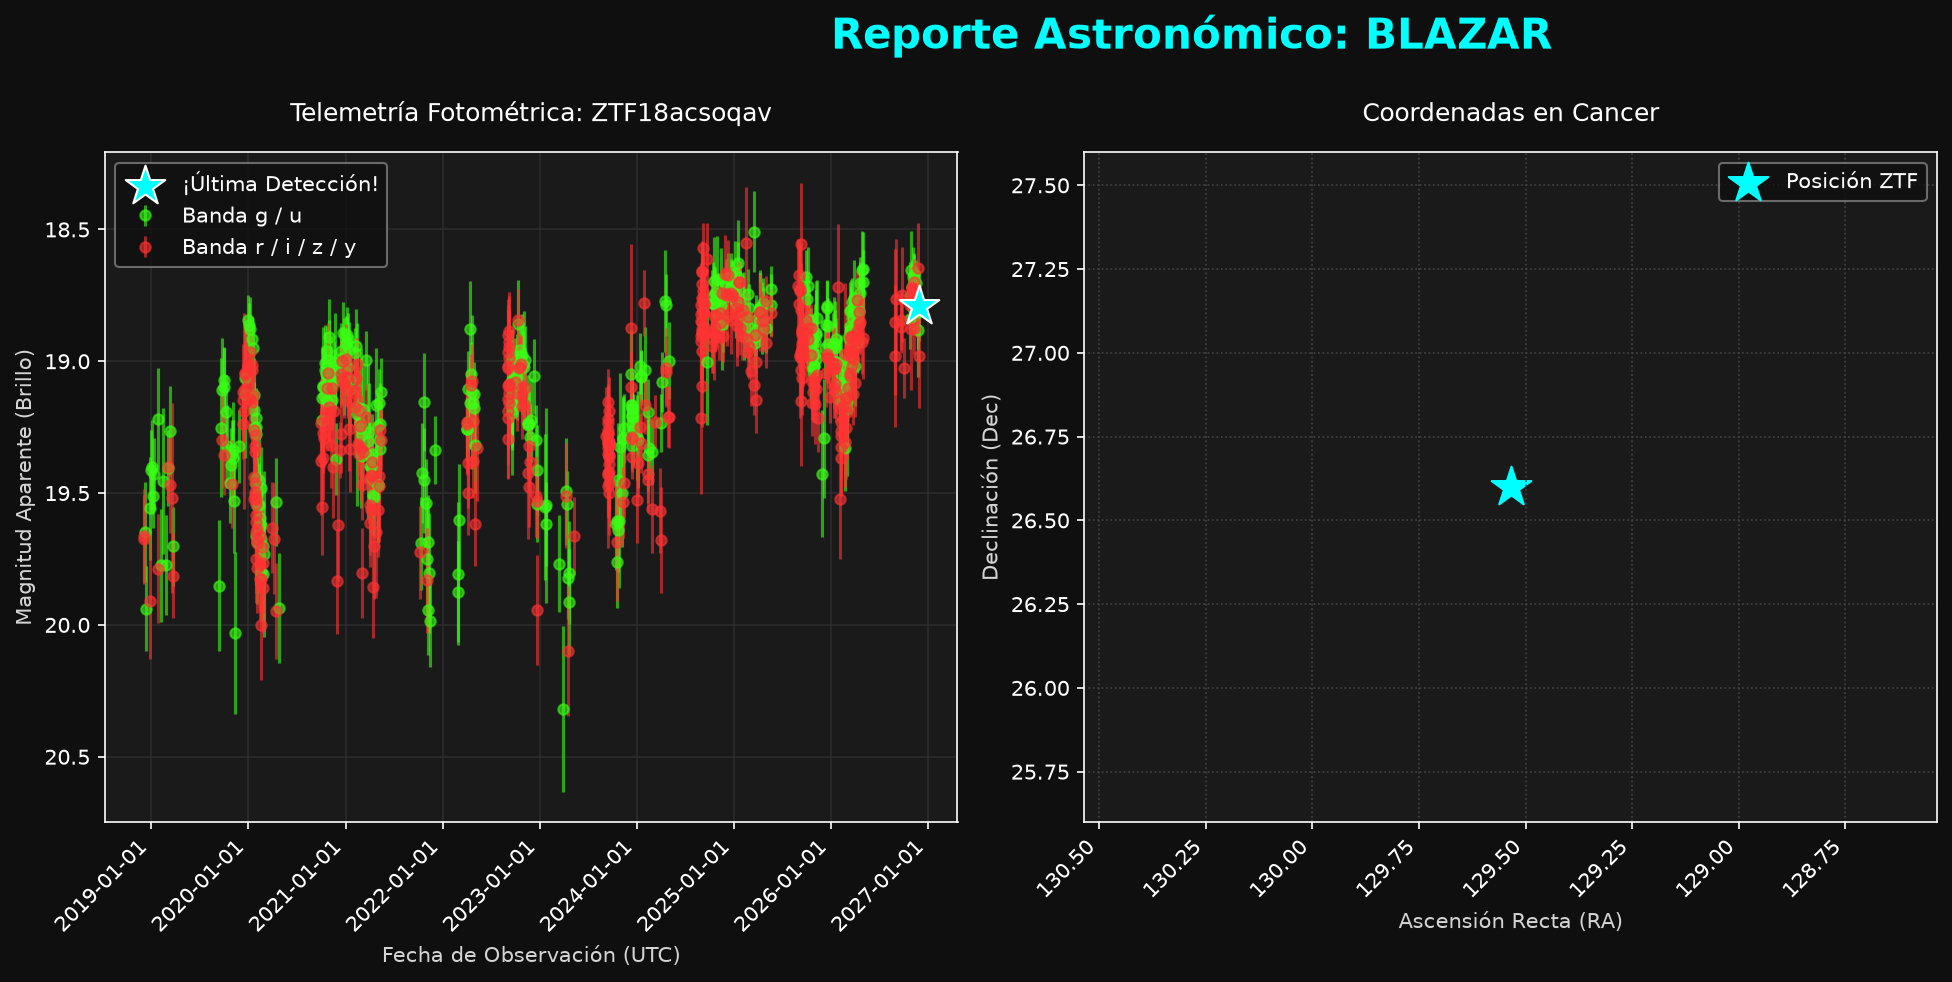 Reporte Astronómico: BLAZAR
Telemetría Fotométrica: ZTF18acsoqav
¡Última Detección!
Banda g / u
Banda r / i / z / y
Magnitud Aparente (Brillo)
18.5
19.0
19.5
20.0
20.5
2019-01-01
2020-01-01
2021-01-01
2022-01-01
2023-01-01
2024-01-01
2025-01-01
2026-01-01
2027-01-01
Fecha de Observación (UTC)
Coordenadas en Cancer
Posición ZTF
Declinación (Dec)
27.50
27.25
27.00
26.75
26.50
26.25
26.00
25.75
130.50
130.25
130.00
129.75
129.50
129.25
129.00
128.75
Ascensión Recta (RA)